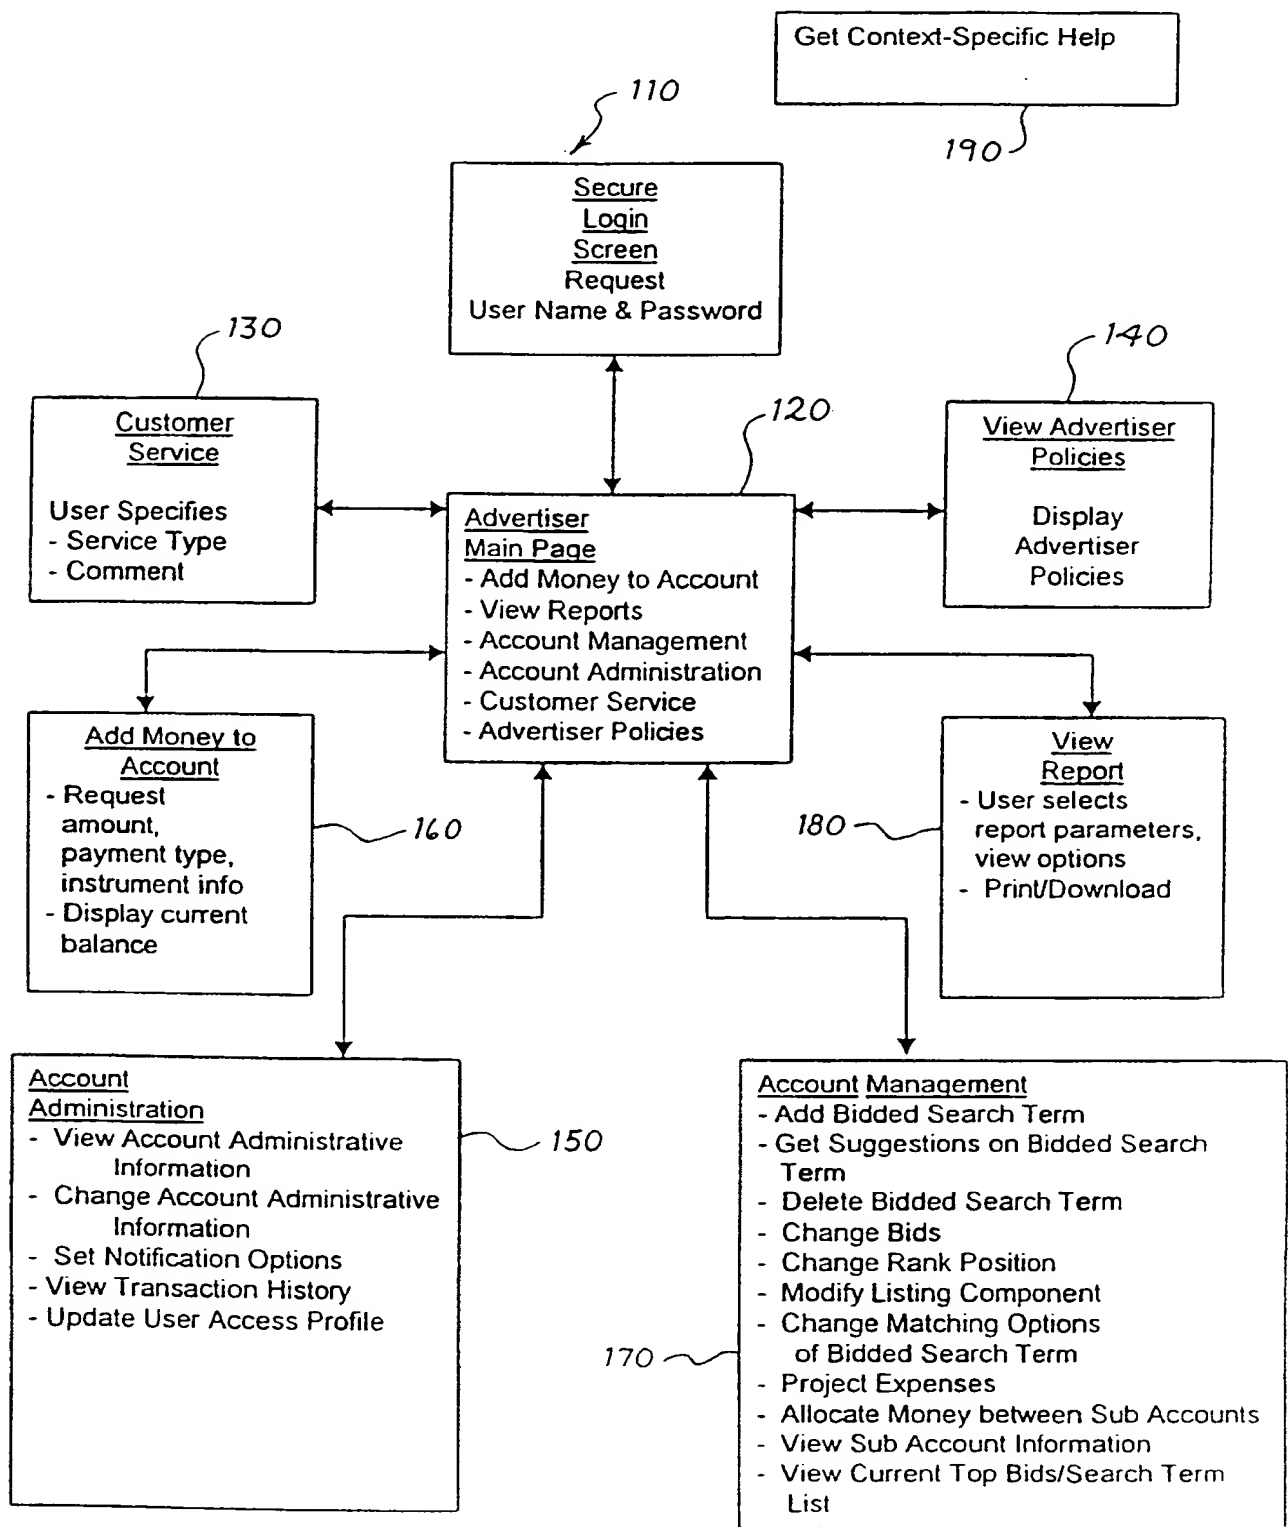 Get Context-Specific Help
190
110
Secure
Login
Screen
Request
User Name & Password
130
Customer
Service
User Specifies
- Service Type
- Comment
120
Advertiser
Main Page
- Add Money to Account
- View Reports
- Account Management
- Account Administration
- Customer Service
- Advertiser Policies
140
View Advertiser
Policies
Display
Advertiser
Policies
Add Money to
Account
- Request
amount,
payment type,
instrument info
- Display current
balance
160
180
View
Report
- User selects
report parameters,
view options
- Print/Download
Account
Administration
- View Account Administrative
Information
- Change Account Administrative
Information
- Set Notification Options
- View Transaction History
- Update User Access Profile
150
170
Account Management
- Add Bidded Search Term
- Get Suggestions on Bidded Search
Term
- Delete Bidded Search Term
- Change Bids
- Change Rank Position
- Modify Listing Component
- Change Matching Options
of Bidded Search Term
- Project Expenses
- Allocate Money between Sub Accounts
- View Sub Account Information
- View Current Top Bids/Search Term
List